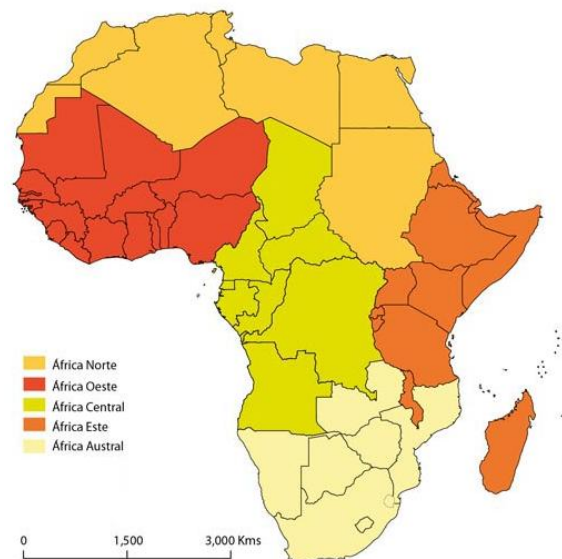 África Norte
África Oeste
África Central
África Este
África Austral
0 1,500 3,000 Kms